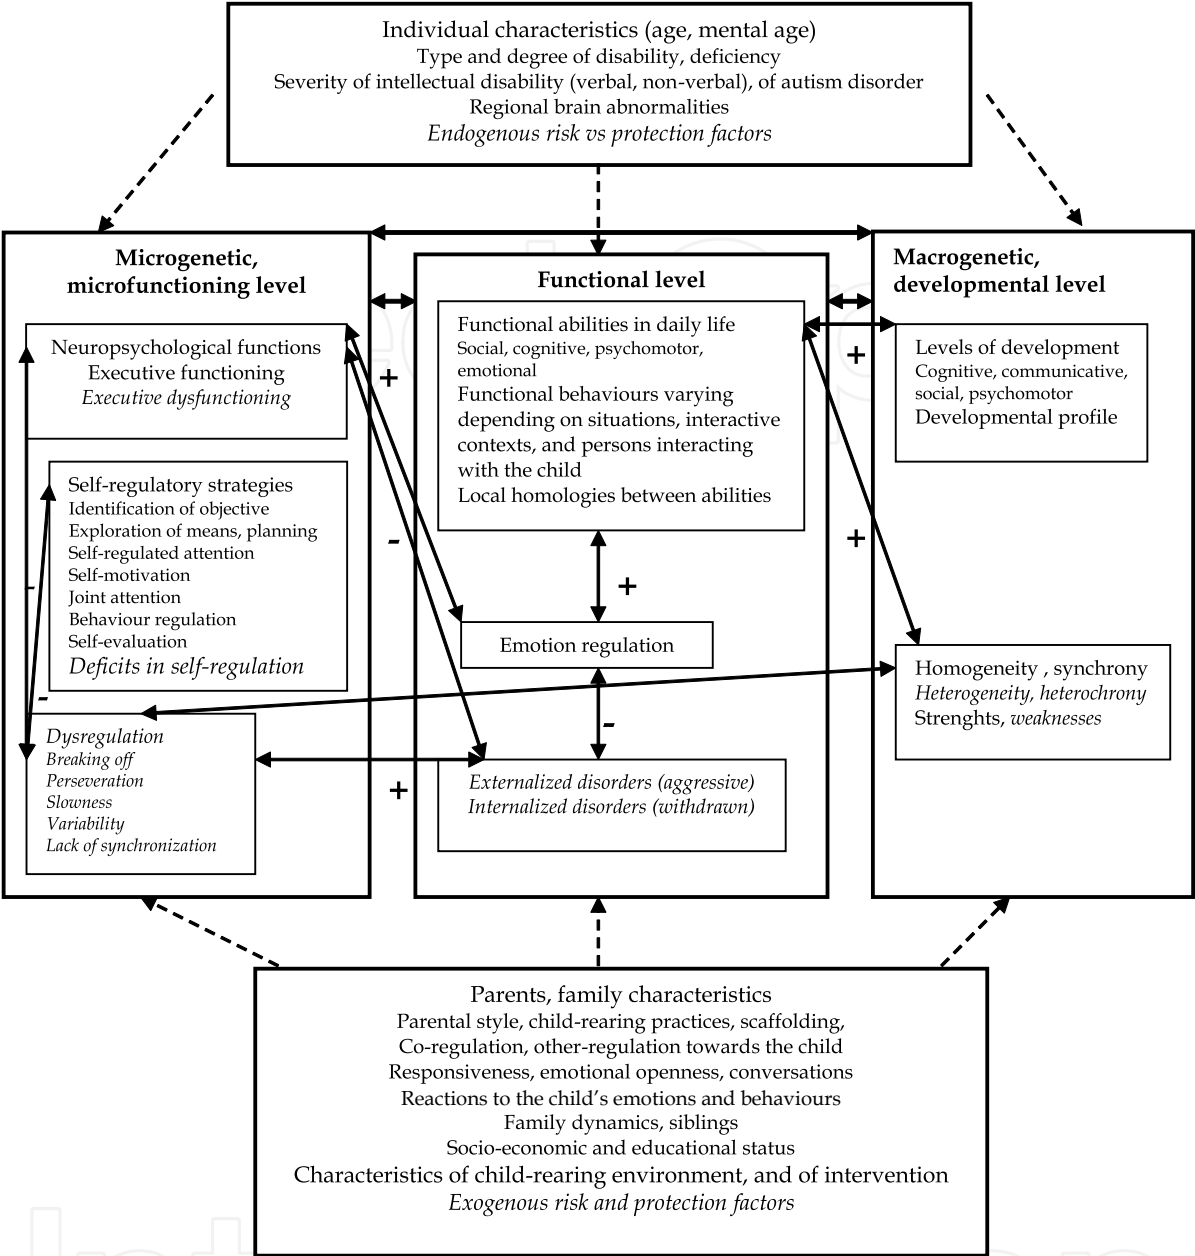 Individual characteristics (age, mental age)
Type and degree of disability, deficiency
Severity of intellectual disability (verbal, non-verbal), of autism disorder
Regional brain abnormalities
Endogenous risk vs protection factors
Microgenetic,
microfunctioning level
Neuropsychological functions
Executive functioning
Executive dysfunctioning
Self-regulatory strategies
Identification of objective
Exploration of means, planning
Self-regulated attention
Self-motivation
Joint attention
Behaviour regulation
Self-evaluation
Deficits in self-regulation
-
-
Dysregulation
Breaking off
Perseveration
Slowness
Variability
Lack of synchronization
+
-
+
Functional level
Functional abilities in daily life
Social, cognitive, psychomotor,
emotional
Functional behaviours varying
depending on situations, interactive
contexts, and persons interacting
with the child
Local homologies between abilities
+
Emotion regulation
-
Externalized disorders (aggressive)
Internalized disorders (withdrawn)
+
+
Macrogenetic,
developmental level
Levels of development
Cognitive, communicative,
social, psychomotor
Developmental profile
Homogeneity , synchrony
Heterogeneity, heterochrony
Strenghts, weaknesses
Parents, family characteristics
Parental style, child-rearing practices, scaffolding,
Co-regulation, other-regulation towards the child
Responsiveness, emotional openness, conversations
Reactions to the child's emotions and behaviours
Family dynamics, siblings
Socio-economic and educational status
Characteristics of child-rearing environment, and of intervention
Exogenous risk and protection factors